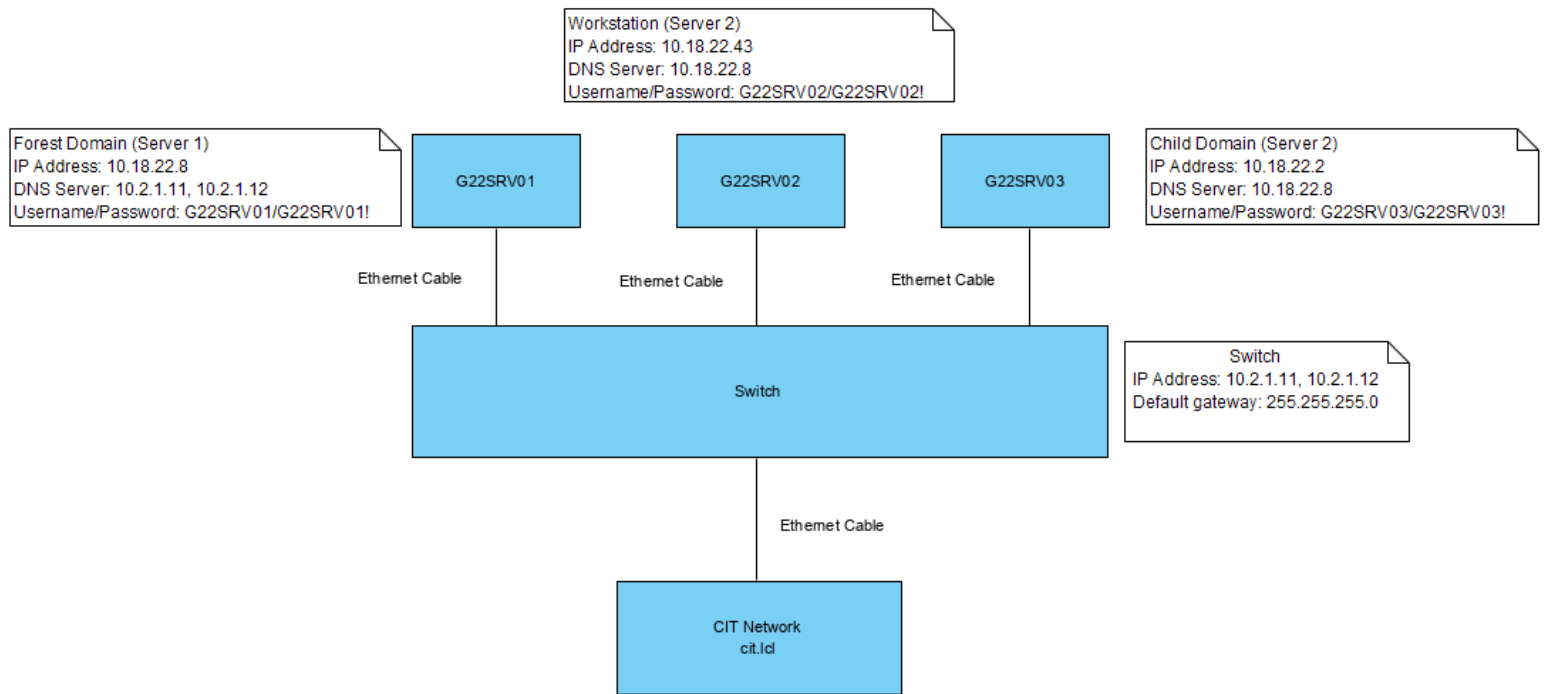 Workstation (Server 2)
IP Address: 10.18.22.43
DNS Server: 10.18.22.8
Username/Password: G22SRV02/G22SRV02!
Forest Domain (Server 1)
IP Address: 10.18.22.8
DNS Server: 10.2.1.11, 10.2.1.12
Username/Password: G22SRV01/G22SRV01!
G22SRV01
G22SRV02
G22SRV03
Child Domain (Server 2)
IP Address: 10.18.22.2
DNS Server: 10.18.22.8
Username/Password: G22SRV03/G22SRV03!
Ethernet Cable
Ethernet Cable
Ethernet Cable
Switch
Switch
IP Address: 10.2.1.11, 10.2.1.12
Default gateway: 255.255.255.0
Ethernet Cable
CIT Network
cit.lcl